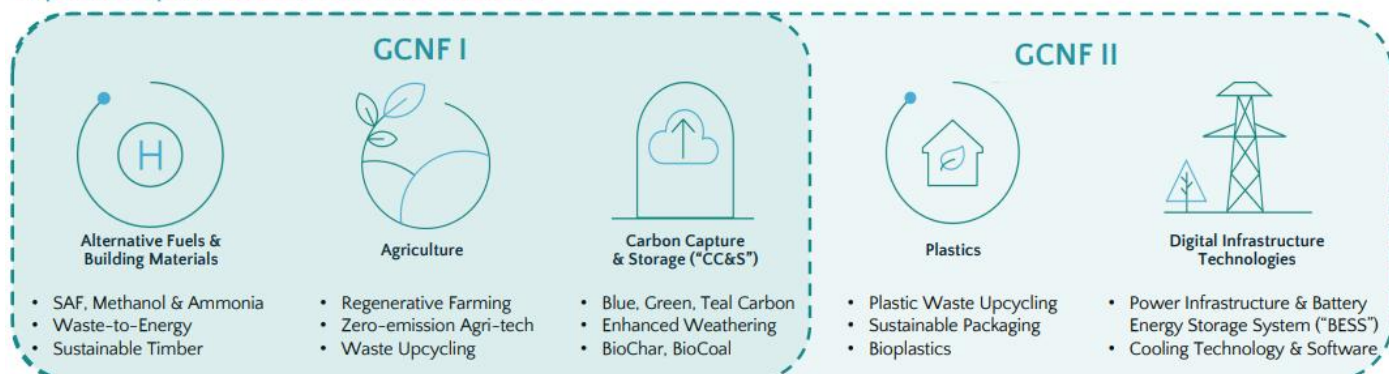 GCNF I
GCNF II
H
Alternative Fuels &
Building Materials
• SAF, Methanol & Ammonia
• Waste-to-Energy
• Sustainable Timber
Agriculture
• Regenerative Farming
• Zero-emission Agri-tech
• Waste Upcycling
Carbon Capture
& Storage (“CC&S”)
• Blue, Green, Teal Carbon
• Enhanced Weathering
• BioChar, BioCoal
Plastics
• Plastic Waste Upcycling
• Sustainable Packaging
• Bioplastics
Digital Infrastructure
Technologies
• Power Infrastructure & Battery
Energy Storage System (“BESS”)
• Cooling Technology & Software